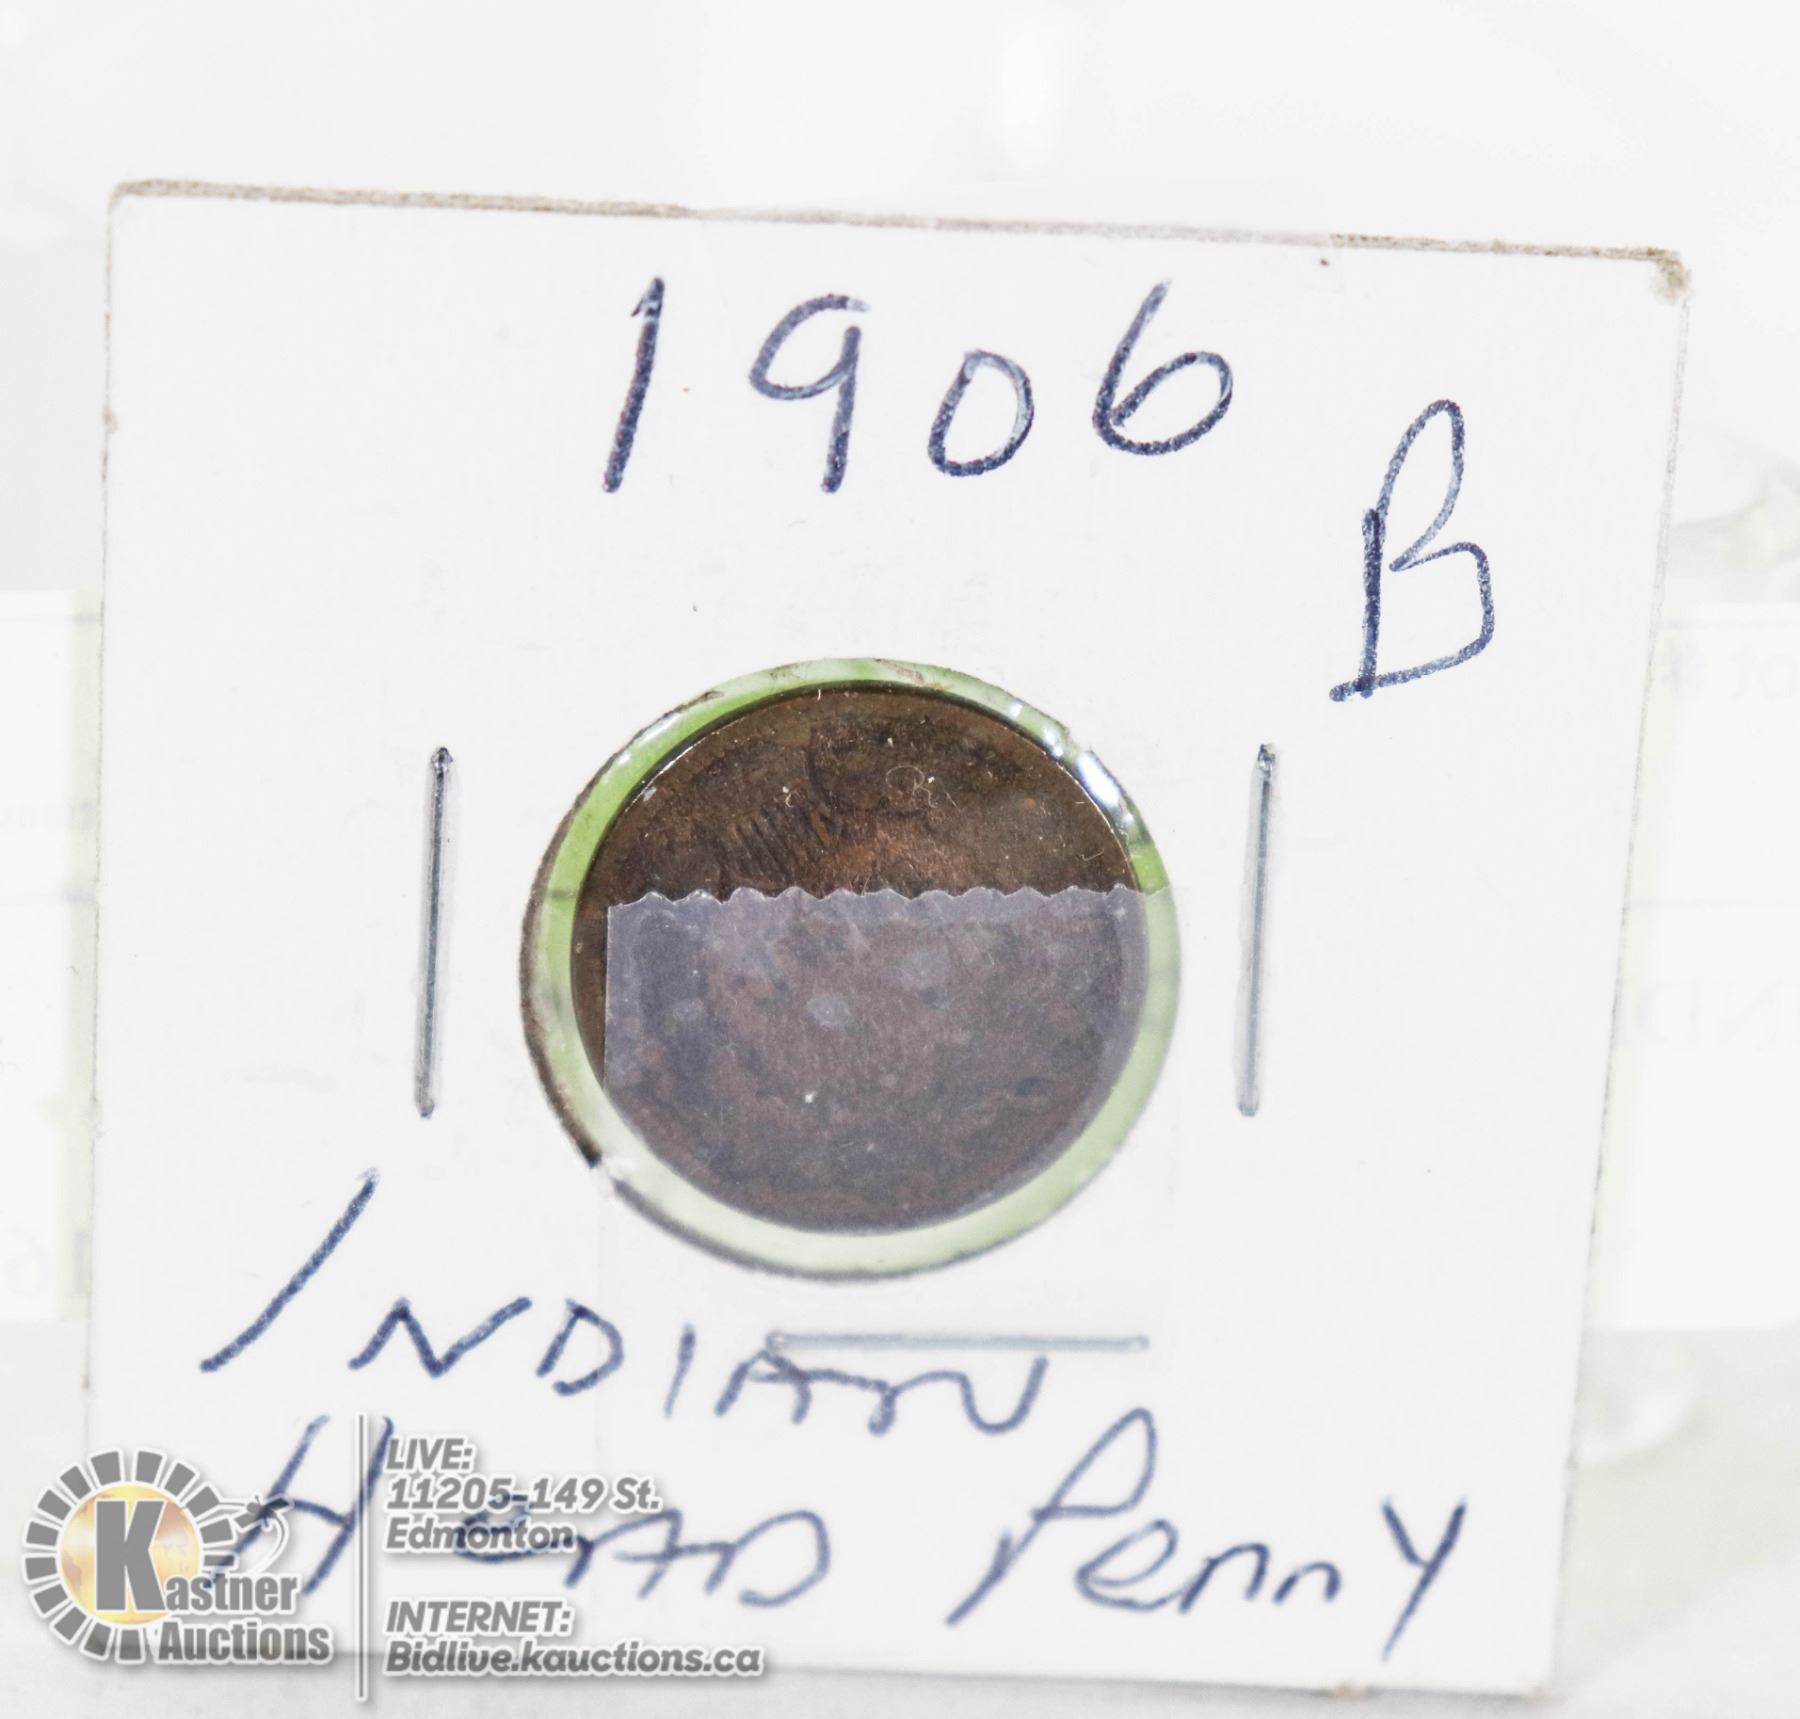 1906
B
INDIAN
HEAD Penny
Kastner
Auctions
LIVE:
11205-149 St.
Edmonton
INTERNET:
Bidlive.kauctions.ca